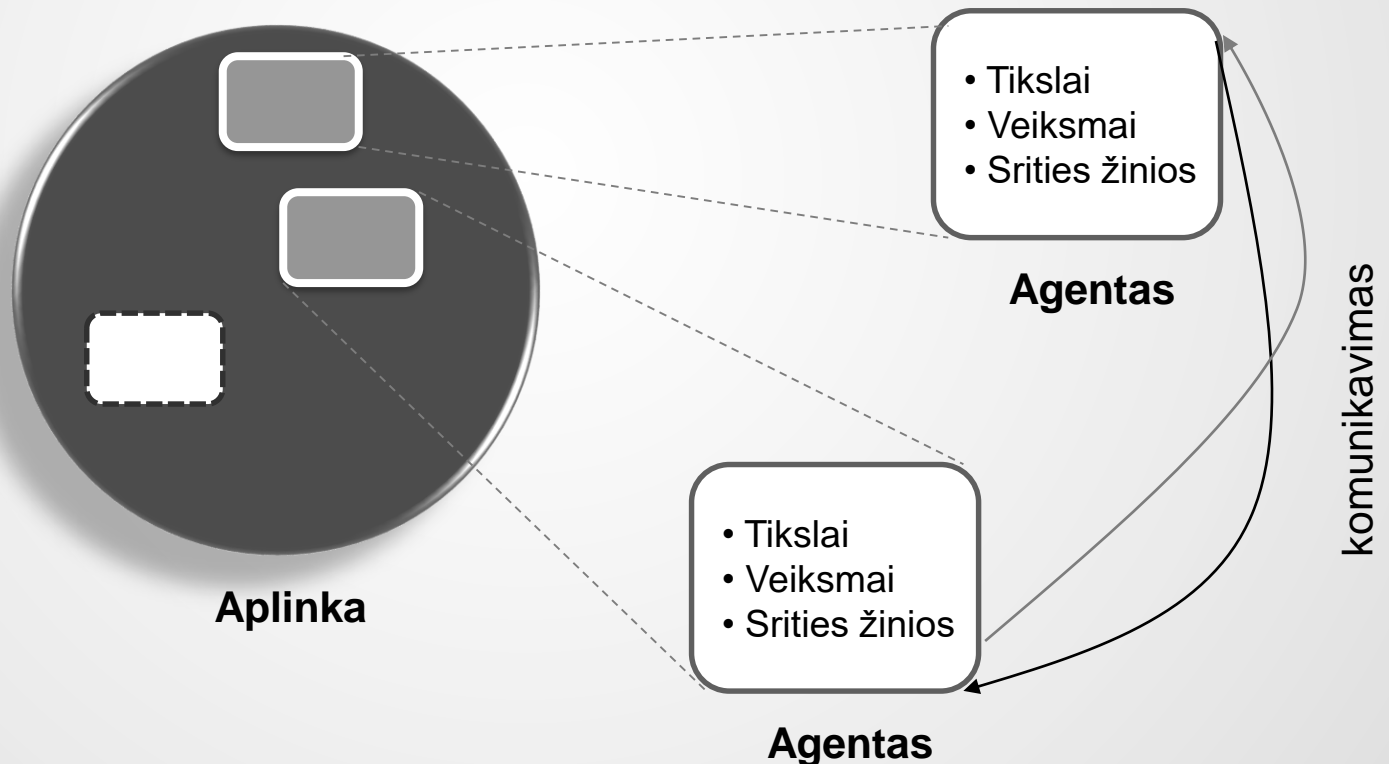 • Tikslai
• Veiksmai
• Srities žinios
Agentas
komunikavimas
Aplinka
• Tikslai
• Veiksmai
• Srities žinios
Agentas